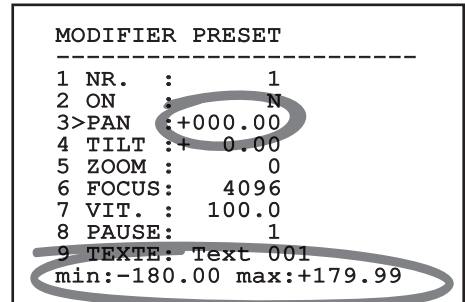 MODIFIER PRESET
--------------------------
1 NR. : 1
2 ON : N
3>PAN :+000.00
4 TILT :+ 0.00
5 ZOOM : 0
6 FOCUS: 4096
7 VIT. : 100.0
8 PAUSE: 1
9 TEXTE: Text 001
min:-180.00 max:+179.99